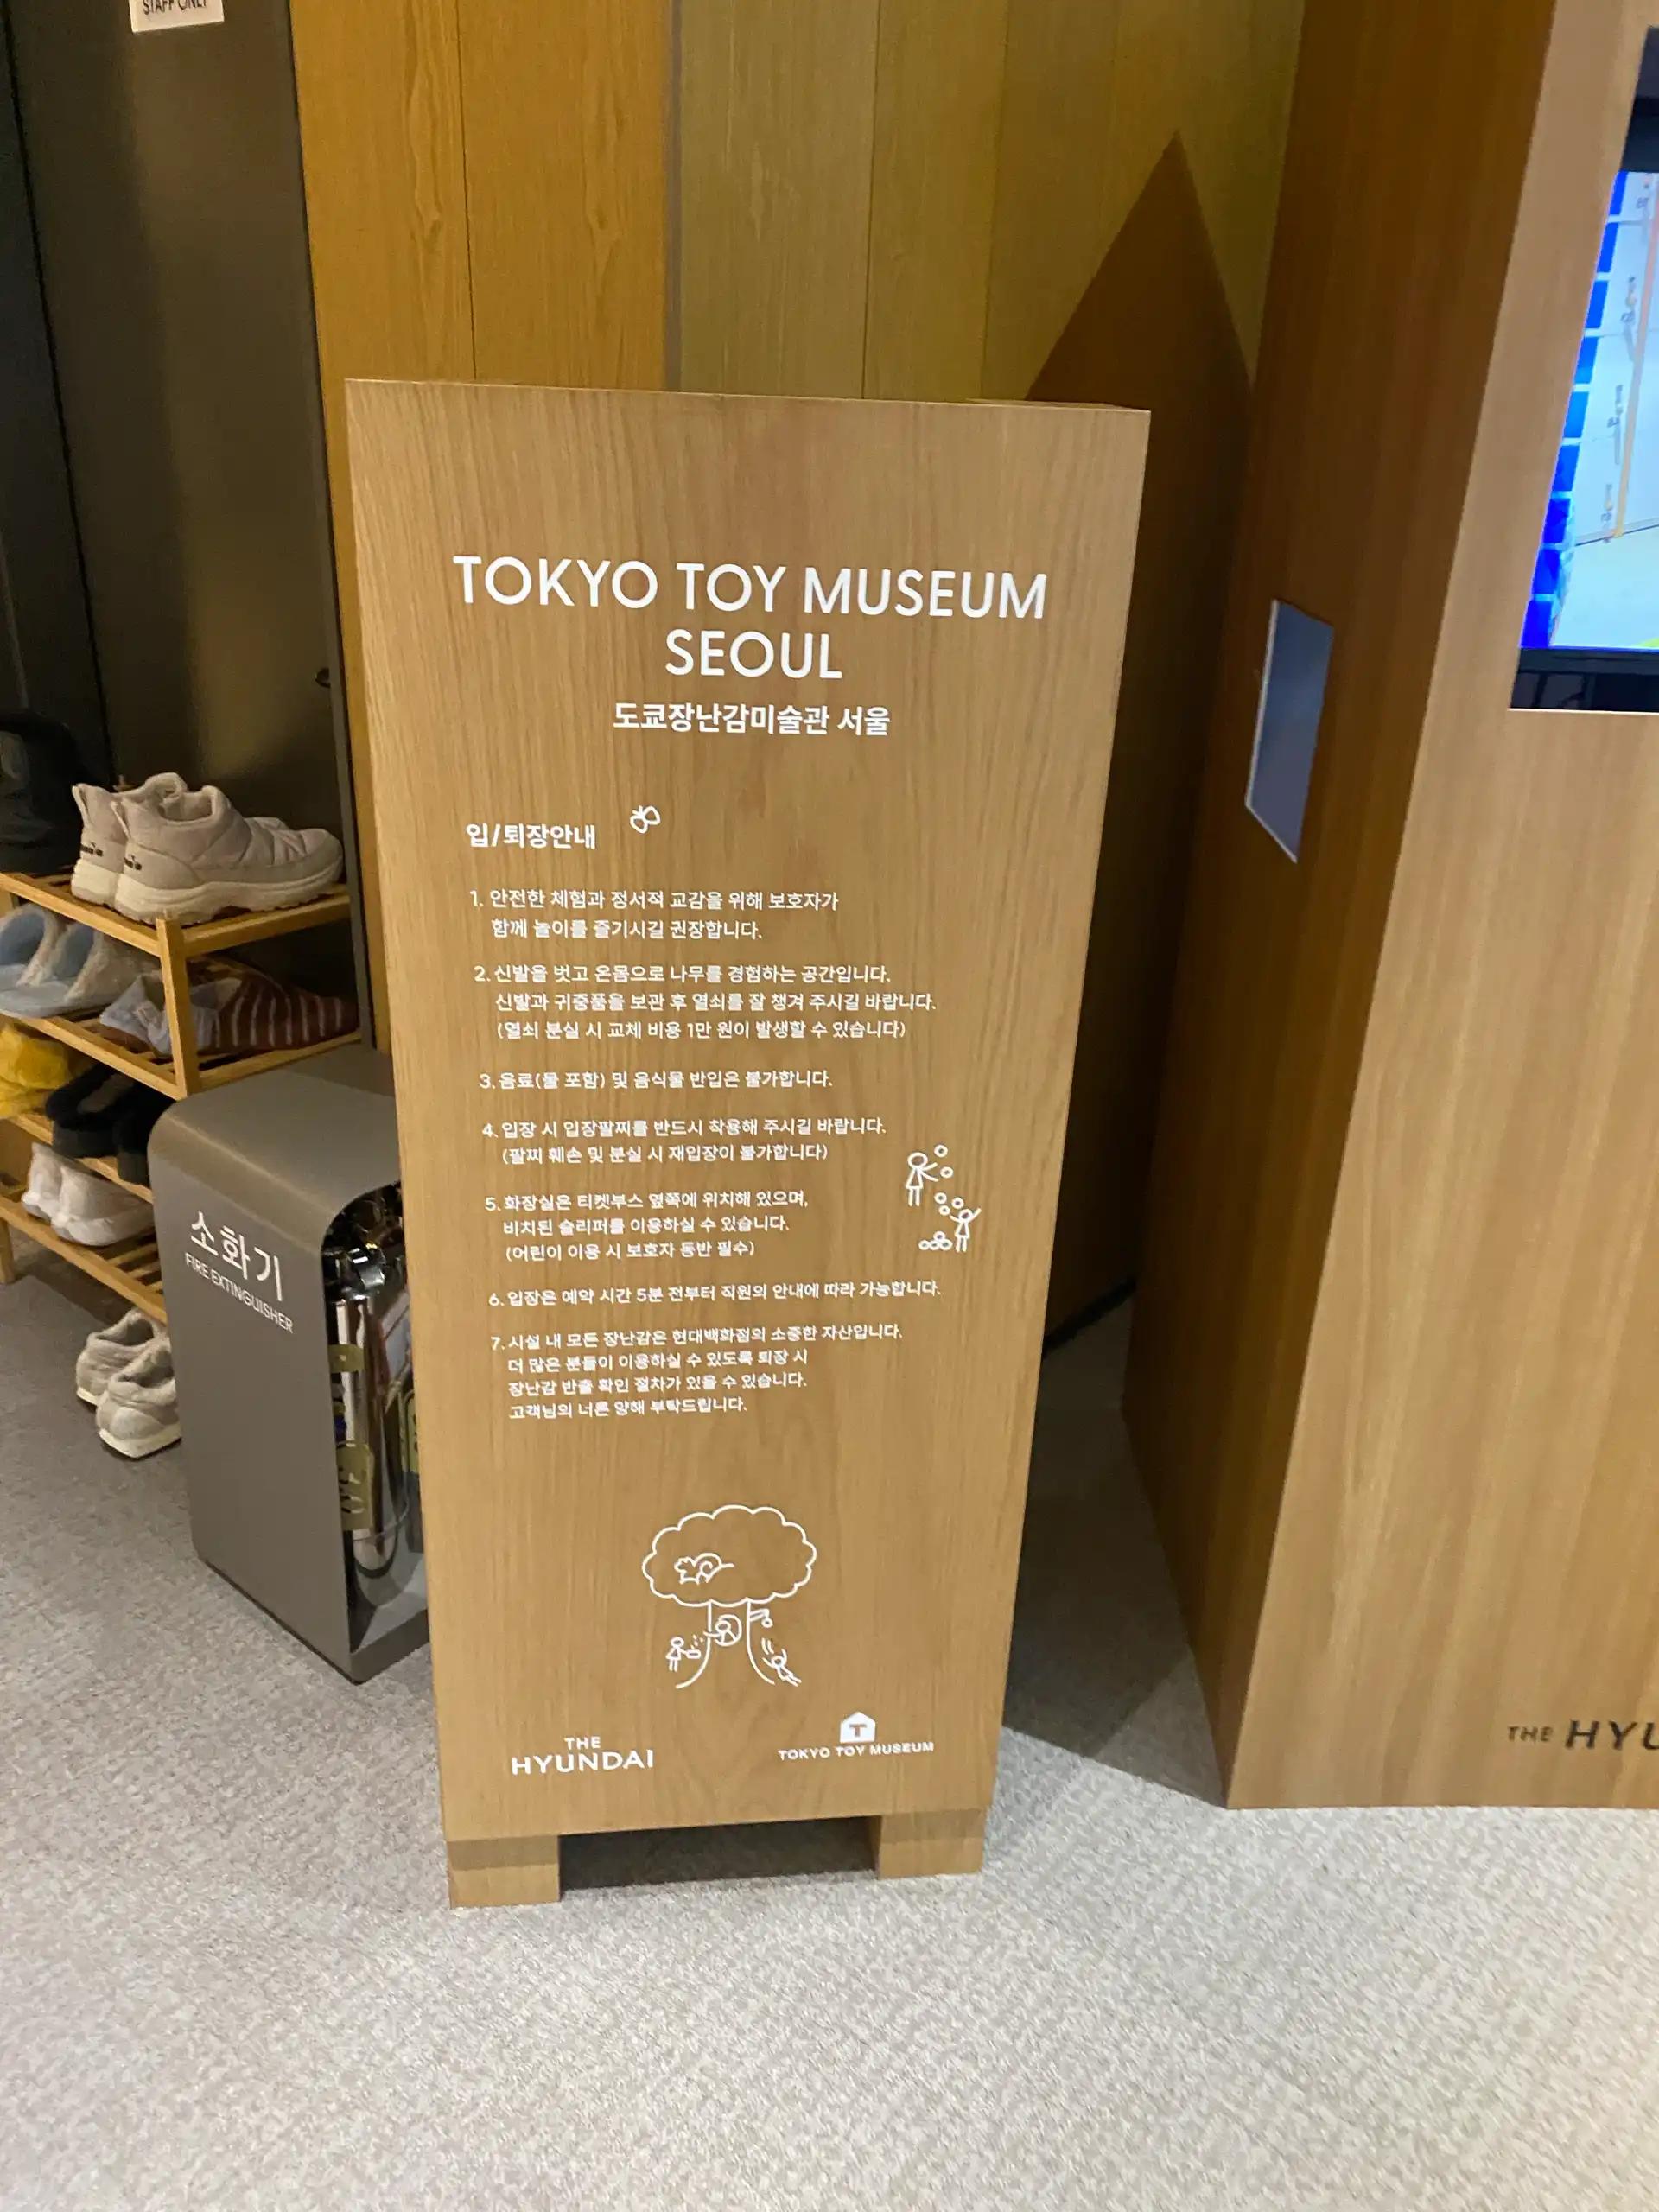 STAFF ONLY
TOKYO TOY MUSEUM
SEOUL
도쿄장난감미술관 서울
입/퇴장안내
1. 안전한 체험과 정서적 교감을 위해 보호자가
함께 놀이를 즐기시길 권장합니다.
2. 신발을 벗고 온몸으로 나무를 경험하는 공간입니다.
신발과 귀중품을 보관 후 열쇠를 잘 챙겨 주시길 바랍니다.
(열쇠 분실 시 교체 비용 1만 원이 발생할 수 있습니다)
3. 음료(물 포함) 및 음식물 반입은 불가합니다.
4. 입장 시 입장팔찌를 반드시 착용해 주시길 바랍니다.
(팔찌 훼손 및 분실 시 재입장이 불가합니다)
5. 화장실은 티켓부스 옆쪽에 위치해 있으며,
비치된 슬리퍼를 이용하실 수 있습니다.
(어린이 이용 시 보호자 동반 필수)
6. 입장은 예약 시간 5분 전부터 직원의 안내에 따라 가능합니다.
7. 시설 내 모든 장난감은 현대백화점의 소중한 자산입니다.
더 많은 분들이 이용하실 수 있도록 퇴장 시
장난감 반출 확인 절차가 있을 수 있습니다.
고객님의 너른 양해 부탁드립니다.
THE
HYUNDAI
T
TOKYO TOY MUSEUM
소화기
FIRE EXTINGUISHER
THE HYU